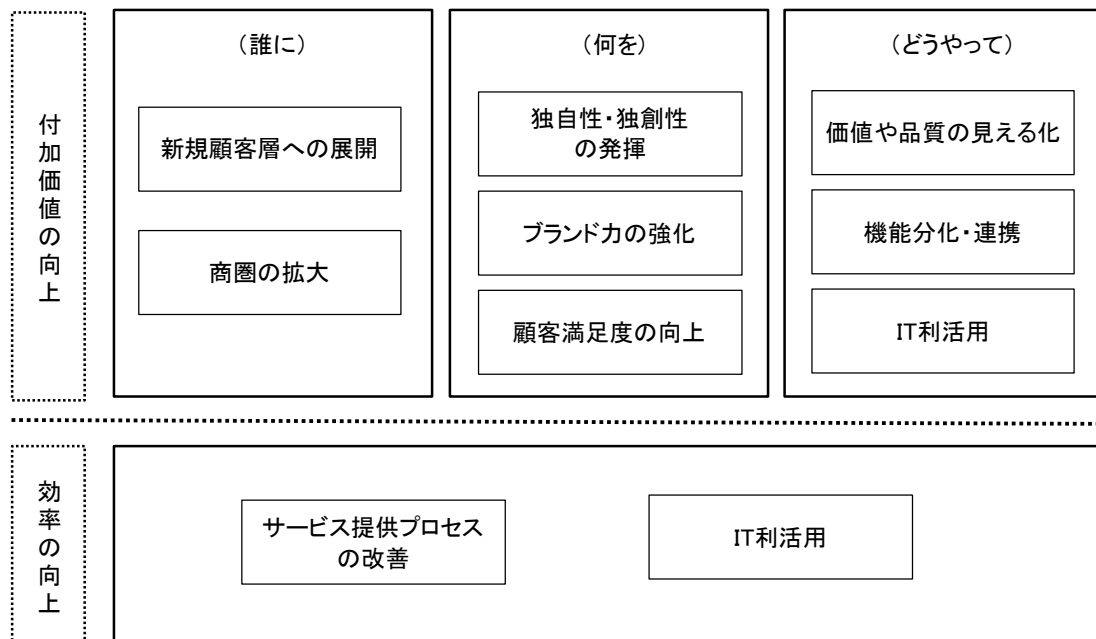 付加価値の向上
（誰に）
新規顧客層への展開
商圏の拡大
（何を）
独自性・独創性
の発揮
ブランド力の強化
顧客満足度の向上
（どうやって）
価値や品質の見える化
機能分化・連携
IT利活用
効率の向上
サービス提供プロセス
の改善
IT利活用